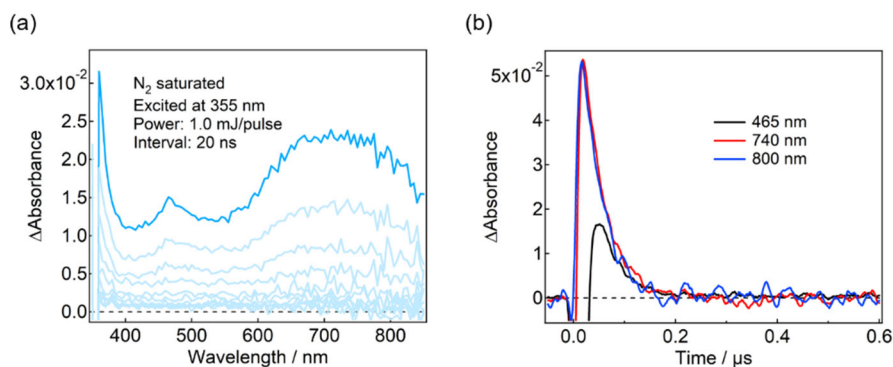 (a)
3.0x10⁻²
2.5
2.0
1.5
1.0
0.5
0.0
ΔAbsorbance
N₂ saturated
Excited at 355 nm
Power: 1.0 mJ/pulse
Interval: 20 ns
400 500 600 700 800
Wavelength / nm
(b)
5x10⁻²
4
3
2
1
0
ΔAbsorbance
465 nm
740 nm
800 nm
0.0 0.2 0.4 0.6
Time / μs